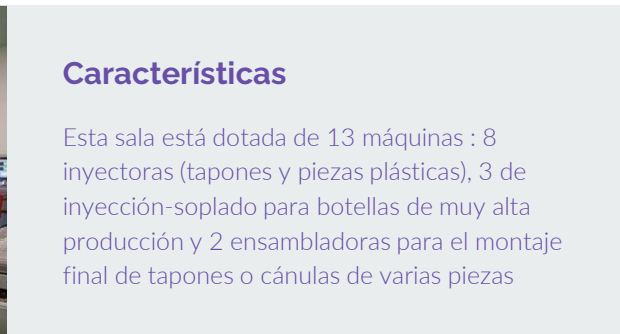 Características
Esta sala está dotada de 13 máquinas : 8
inyectoras (tapones y piezas plásticas), 3 de
inyección-soplado para botellas de muy alta
producción y 2 ensambladoras para el montaje
final de tapones o cánulas de varias piezas